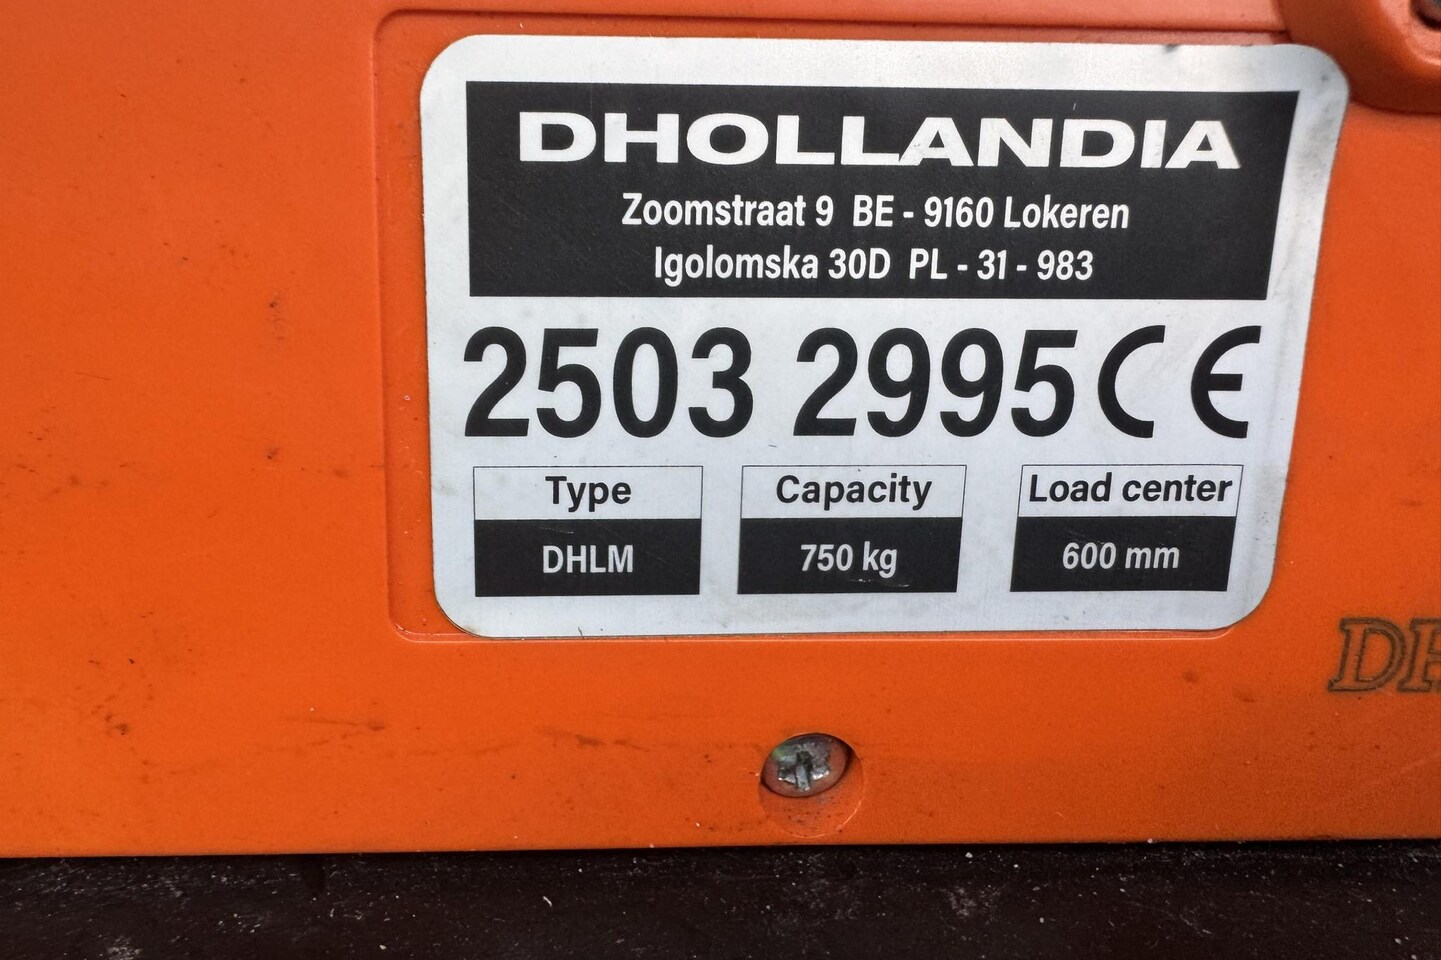 DHOLLANDIA
Zoomstraat 9 BE - 9160 Lokeren
Igolomska 30D PL - 31 - 983
2503 2995 CE
Type Capacity Load center
DHLM 750 kg 600 mm
DH